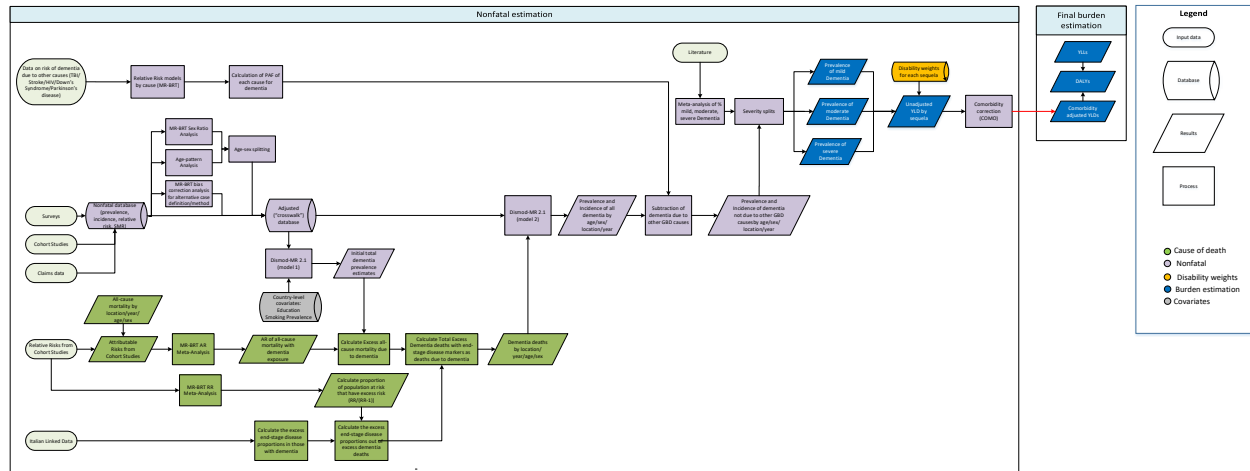 Nonfatal estimation
Final burden
estimation
Legend
Input data
Database
Results
Process
Cause of death
Nonfatal
Disability weights
Burden estimation
Covariates
Data on risk of dementia
due to other causes (TBI/
Stroke/HIV/Down's
Syndrome/Parkinson's
disease)
Relative Risk models
by cause (MR-BRT)
Calculation of PAF of
each cause for
dementia
Literature
Meta-analysis of %
mild, moderate,
severe Dementia
Severity splits
Prevalence
of mild
Dementia
Prevalence
of moderate
Dementia
Prevalence of
severe
Dementia
Disability weights
for each sequela
Unadjusted
YLD by
sequela
Comorbidity
correction
(COMO)
YLLs
DALYs
Comorbidity
adjusted YLDs
MR-BRT Sex Ratio
Analysis
Age-pattern
Analysis
MR-BRT bias
correction analysis
for alternative case
definition/method
Age-sex splitting
Surveys
Cohort Studies
Claims data
Nonfatal database
(prevalence,
incidence, relative
risk, SMR)
Adjusted
("crosswalk")
database
Dismod-MR 2.1
(model 1)
Initial total
dementia
prevalence
estimates
Country-level
covariates:
Education
Smoking Prevalence
Dismod-MR 2.1
(model 2)
Prevalence and
Incidence of all
dementia by
age/sex/
location/year
Subtraction of
dementia due to
other GBD causes
Prevalence and
Incidence of dementia
not due to other GBD
causes by age/sex/
location/year
All-cause
mortality by
location/year/
age/sex
Relative Risks from
Cohort Studies
Attributable
Risks from
Cohort Studies
MR-BRT AR
Meta-Analysis
AR of all-cause
mortality with
dementia
exposure
Calculate Excess all-
cause mortality due
to dementia
Calculate Total Excess
Dementia deaths with end-
stage disease markers as
deaths due to dementia
Dementia
deaths by location/
year/age/sex
MR-BRT RR
Meta-Analysis
Calculate proportion
of population at risk
that have excess risk
(RR/(RR-1))
Italian Linked Data
Calculate the excess
end-stage disease
proportions in those
with dementia
Calculate the excess
end-stage disease
proportions out of
excess dementia
deaths